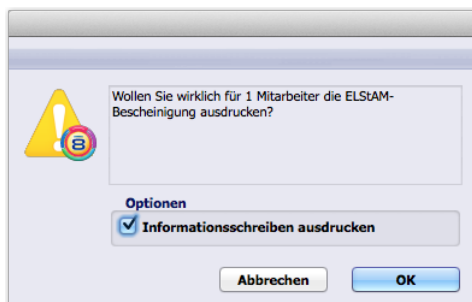 Wollen Sie wirklich für 1 Mitarbeiter die ELStAM-
Bescheinigung ausdrucken?
Optionen
Informationsschreiben ausdrucken
Abbrechen
OK